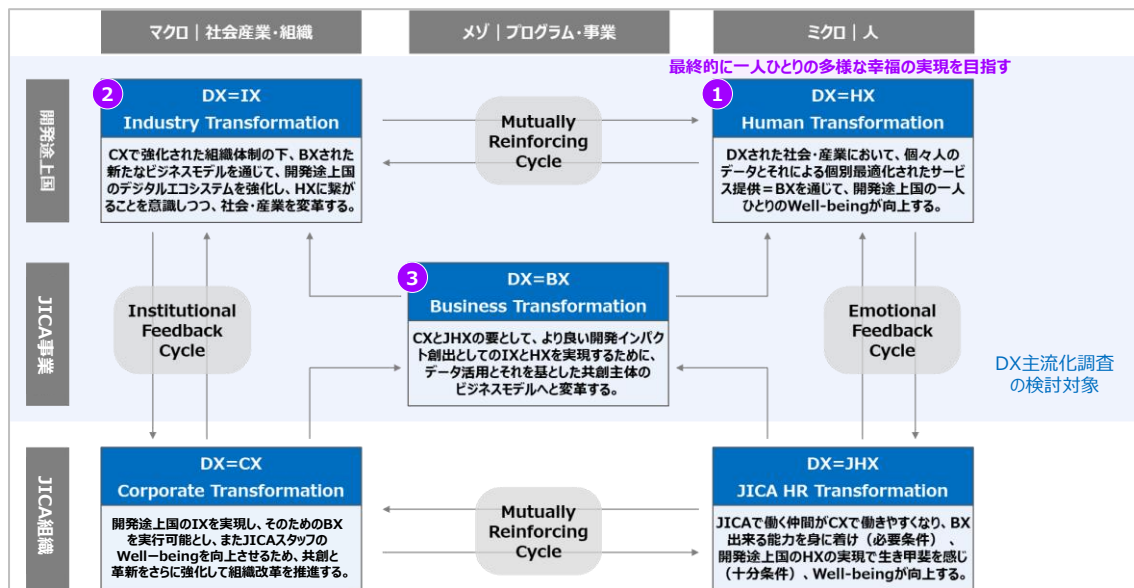 マクロ｜社会産業・組織
メゾ｜プログラム・事業
ミクロ｜人
最終的に一人ひとりの多様な幸福の実現を目指す
開発途上国
2
DX=IX
Industry Transformation
CXで強化された組織体制の下、BXされた
新たなビジネスモデルを通じて、開発途上国
のデジタルエコシステムを強化し、HXに繋が
ることを意識しつつ、社会・産業を変革する。
Mutually
Reinforcing
Cycle
1
DX=HX
Human Transformation
DXされた社会・産業において、個々人の
データとそれによる個別最適化されたサービ
ス提供＝BXを通じて、開発途上国の一人
ひとりのWell-beingが向上する。
JICA事業
Institutional
Feedback
Cycle
3
DX=BX
Business Transformation
CXとJHXの要として、より良い開発インパク
ト創出としてのIXとHXを実現するために、
データ活用とそれを基とした共創主体の
ビジネスモデルへと変革する。
Emotional
Feedback
Cycle
DX主流化調査
の検討対象
JICA組織
DX=CX
Corporate Transformation
開発途上国のIXを実現し、そのためのBX
を実行可能とし、またJICAスタッフの
Well－beingを向上させるため、共創と
革新をさらに強化して組織改革を推進する。
Mutually
Reinforcing
Cycle
DX=JHX
JICA HR Transformation
JICAで働く仲間がCXで働きやすくなり、BX
出来る能力を身に着け（必要条件）、
開発途上国のHXの実現で生き甲斐を感じ
（十分条件）、Well-beingが向上する。